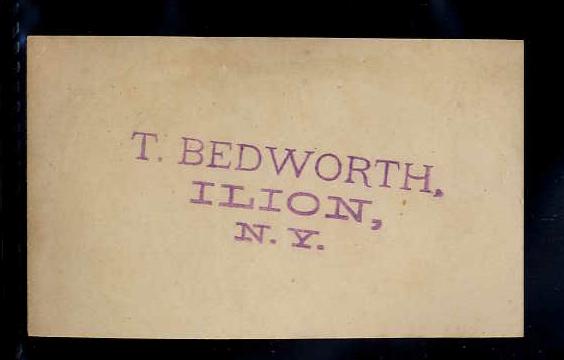 T. BEDWORTH,
ILION,
N. Y.